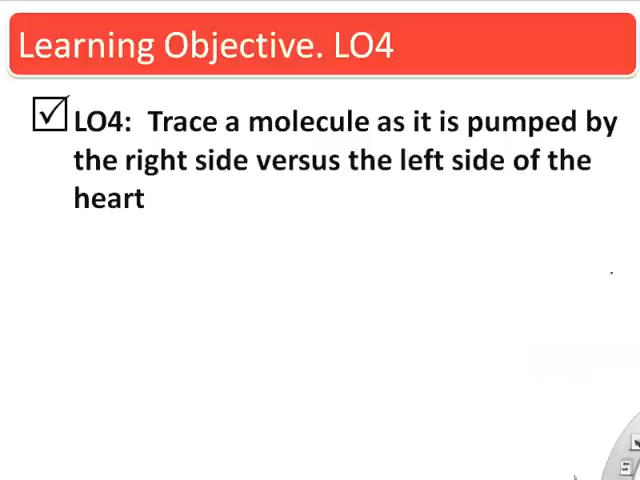 Learning Objective. LO4
LO4: Trace a molecule as it is pumped by
the right side versus the left side of the
heart